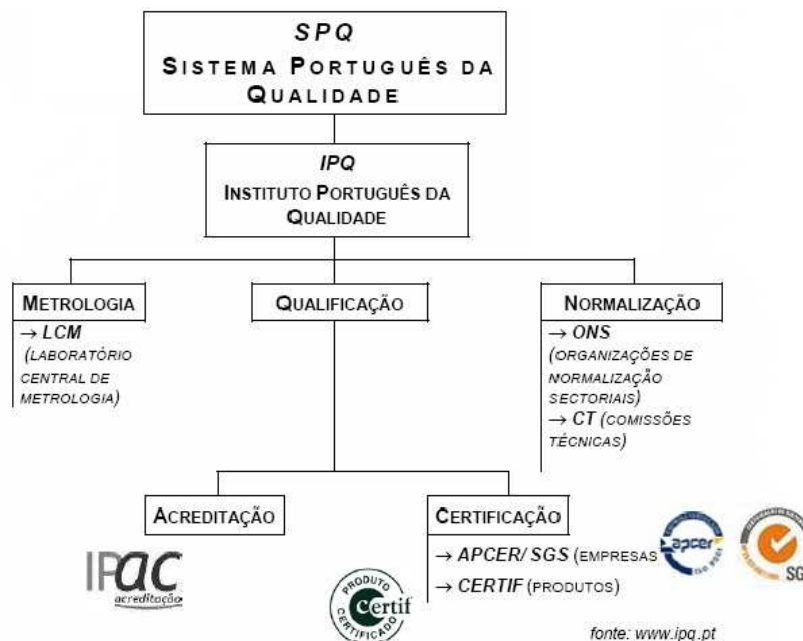 SPQ
SISTEMA PORTUGUÊS DA
QUALIDADE
IPQ
INSTITUTO PORTUGUÊS DA
QUALIDADE
METROLOGIA
→ LCM
(LABORATÓRIO
CENTRAL DE
METROLOGIA)
QUALIFICAÇÃO
NORMALIZAÇÃO
→ ONS
(ORGANIZAÇÕES DE
NORMALIZAÇÃO
SECTORIAIS)
→ CT (COMISSÕES
TÉCNICAS)
ACREDITAÇÃO
IPac
acreditação
CERTIFICAÇÃO
→ APCER/ SGS (EMPRESAS
→ CERTIF (PRODUTOS)
PRODUTO
Certif
CERTIFICADO
apcer
ISO 9001
SG
fonte: www.ipq.pt